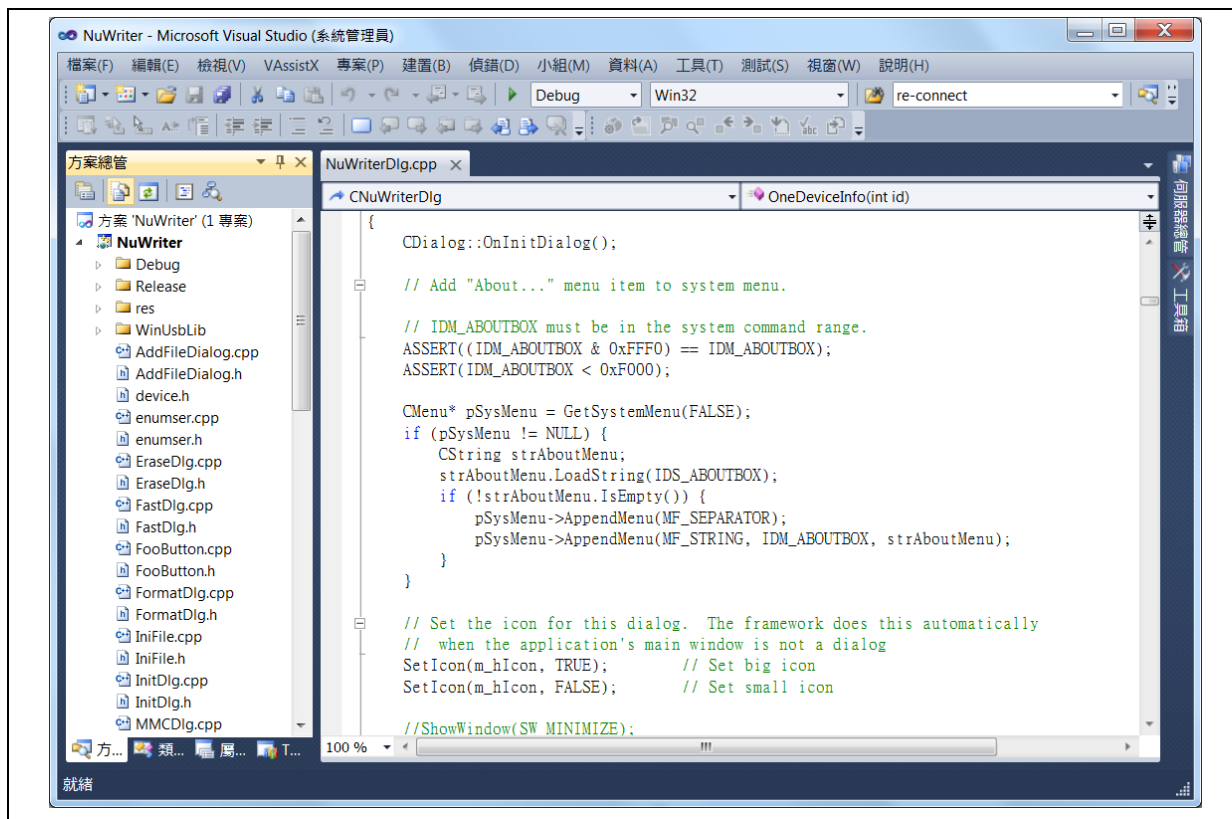 NuWriter - Microsoft Visual Studio (系統管理員)
檔案(F) 編輯(E) 檢視(V) VAssistX 專案(P) 建置(B) 偵錯(D) 小組(M) 資料(A) 工具(T) 測試(S) 視窗(W) 說明(H)
Debug Win32 re-connect
方案總管
NuWriterDlg.cpp
CNuWriterDlg OneDeviceInfo(int id)
方案 'NuWriter' (1 專案)
NuWriter
Debug
Release
res
WinUsbLib
AddFileDialog.cpp
AddFileDialog.h
device.h
enumser.cpp
enumser.h
EraseDlg.cpp
EraseDlg.h
FastDlg.cpp
FastDlg.h
FooButton.cpp
FooButton.h
FormatDlg.cpp
FormatDlg.h
IniFile.cpp
IniFile.h
InitDlg.cpp
InitDlg.h
MMCDlg.cpp
方... 類... 屬... T...
{
CDialog::OnInitDialog();
// Add "About..." menu item to system menu.
// IDM_ABOUTBOX must be in the system command range.
ASSERT((IDM_ABOUTBOX & 0xFFF0) == IDM_ABOUTBOX);
ASSERT(IDM_ABOUTBOX < 0xF000);
CMenu* pSysMenu = GetSystemMenu(FALSE);
if (pSysMenu != NULL) {
CString strAboutMenu;
strAboutMenu.LoadString(IDS_ABOUTBOX);
if (!strAboutMenu.IsEmpty()) {
pSysMenu->AppendMenu(MF_SEPARATOR);
pSysMenu->AppendMenu(MF_STRING, IDM_ABOUTBOX, strAboutMenu);
}
}
// Set the icon for this dialog.  The framework does this automatically
//  when the application's main window is not a dialog
SetIcon(m_hIcon, TRUE); // Set big icon
SetIcon(m_hIcon, FALSE); // Set small icon
//ShowWindow(SW_MINIMIZE);
100 %
伺服器總管
工具箱
就緒